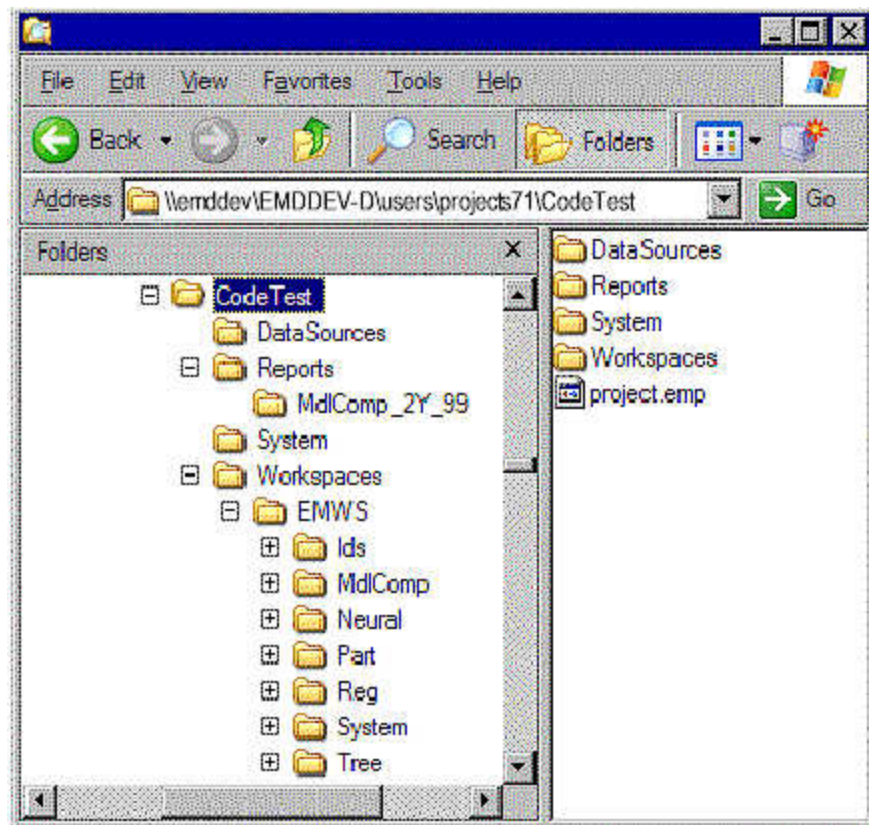 File Edit View Favorites Tools Help
Back Search Folders
Address \\emddev\EMDDEV-D\users\projects71\CodeTest Go
Folders
CodeTest
DataSources
Reports
MdlComp_2Y_99
System
Workspaces
EMWS
Ids
MdlComp
Neural
Part
Reg
System
Tree
DataSources
Reports
System
Workspaces
project.emp